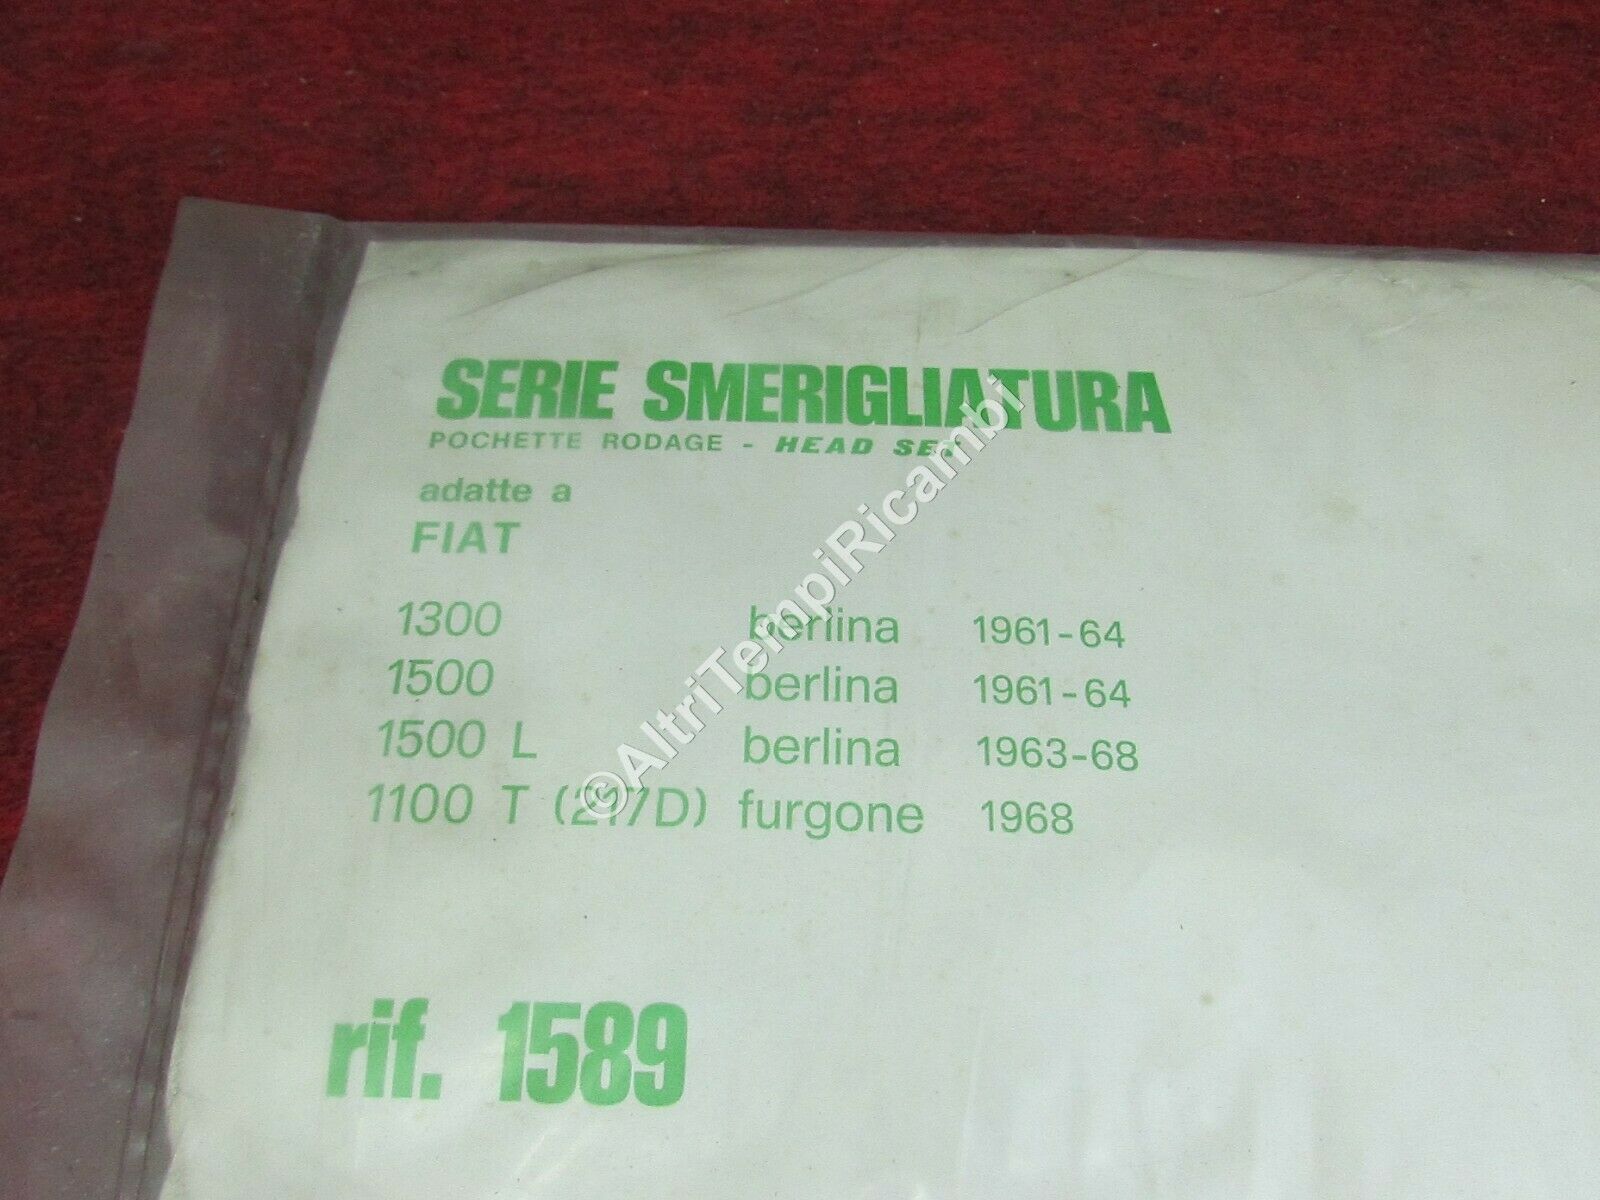 SERIE SMERIGLIATURA
POCHETTE RODAGE - HEAD SET
adatte a
FIAT
1300 berlina 1961-64
1500 berlina 1961-64
1500 L berlina 1963-68
1100 T (217D) furgone 1968
rif. 1589
©AltriTempiRicambi